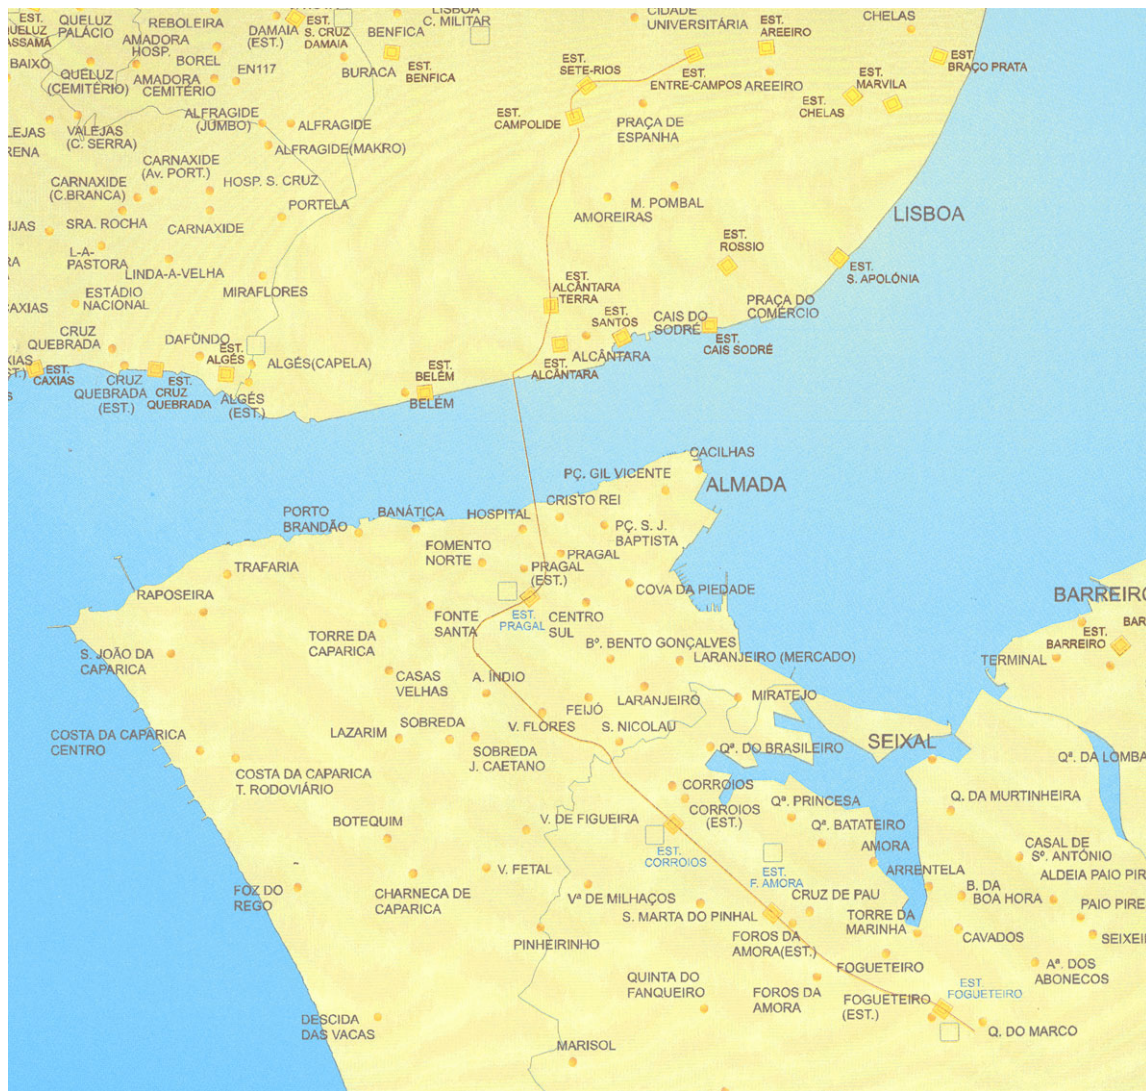 EST.
QUELUZ
QUELUZ
PALÁCIO
REBOLEIRA
AMADORA
HOSP.
BOREL
DAMAIA
(EST.)
EST.
S. CRUZ
DAMAIA
BENFICA
LISBOA
C. MILITAR
EST.
BENFICA
BURACA
BAIXO
QUELUZ
(CEMITÉRIO)
AMADORA
CEMITÉRIO
EN117
CIDADE
UNIVERSITÁRIA
EST.
AREEIRO
CHELAS
EST.
SETE-RIOS
EST.
ENTRE-CAMPOS
AREEIRO
EST.
MARVILA
EST.
BRAÇO PRATA
EST.
CHELAS
EST.
CAMPOLIDE
PRAÇA DE
ESPANHA
VALEJAS
(C. SERRA)
ALFRAGIDE
(JUMBO)
ALFRAGIDE
ALFRAGIDE(MAKRO)
CARNAXIDE
(Av. PORT.)
CARNAXIDE
(C.BRANCA)
HOSP. S. CRUZ
PORTELA
SRA. ROCHA
CARNAXIDE
AMOREIRAS
M. POMBAL
LISBOA
L-A-
PASTORA
LINDA-A-VELHA
MIRAFLORES
EST.
ROSSIO
EST.
S. APOLÓNIA
ESTÁDIO
NACIONAL
EST.
ALCÂNTARA
TERRA
EST.
SANTOS
CAIS DO
SODRÉ
PRAÇA DO
COMÉRCIO
CRUZ
QUEBRADA
DAFUNDO
EST.
ALGÉS
ALGÉS(CAPELA)
EST.
CAIS SODRÉ
ALCÂNTARA
EST.
ALCÂNTARA
EST.
CAXIAS
CRUZ
QUEBRADA
(EST.)
EST.
CRUZ
QUEBRADA
ALGÉS
(EST.)
EST.
BELÉM
BELÉM
CACILHAS
PÇ. GIL VICENTE
ALMADA
CRISTO REI
PORTO
BRANDÃO
BANÁTICA
HOSPITAL
PÇ. S. J.
BAPTISTA
FOMENTO
NORTE
PRAGAL
PRAGAL
(EST.)
TRAFARIA
COVA DA PIEDADE
RAPOSEIRA
FONTE
SANTA
EST.
PRAGAL
CENTRO
SUL
BARREIRO
TORRE DA
CAPARICA
Bº. BENTO GONÇALVES
EST.
BARREIRO
S. JOÃO DA
CAPARICA
LARANJEIRO (MERCADO)
TERMINAL
CASAS
VELHAS
A. ÍNDIO
LARANJEIRO
MIRATEJO
FEIJÓ
V. FLORES
S. NICOLAU
COSTA DA CAPARICA
CENTRO
LAZARIM
SOBREDA
SOBREDA
J. CAETANO
Qª. DO BRASILEIRO
SEIXAL
Qª. DA LOMBA
COSTA DA CAPARICA
T. RODOVIÁRIO
CORROIOS
CORROIOS
(EST.)
Qª. PRINCESA
Q. DA MURTINHEIRA
BOTEQUIM
V. DE FIGUEIRA
EST.
CORROIOS
Qª. BATATEIRO
AMORA
CASAL DE
Sº. ANTÓNIO
V. FETAL
EST.
F. AMORA
ARRENTELA
ALDEIA PAIO PIR
FOZ DO
REGO
CHARNECA DE
CAPARICA
Vª DE MILHAÇOS
CRUZ DE PAU
B. DA
BOA HORA
PAIO PIRE
S. MARTA DO PINHAL
TORRE DA
MARINHA
PINHEIRINHO
FOROS DA
AMORA(EST.)
CAVADOS
SEIXEI
FOGUETEIRO
Aª. DOS
ABONECOS
QUINTA DO
FANQUEIRO
FOROS DA
AMORA
FOGUETEIRO
(EST.)
EST.
FOGUETEIRO
DESCIDA
DAS VACAS
Q. DO MARCO
MARISOL